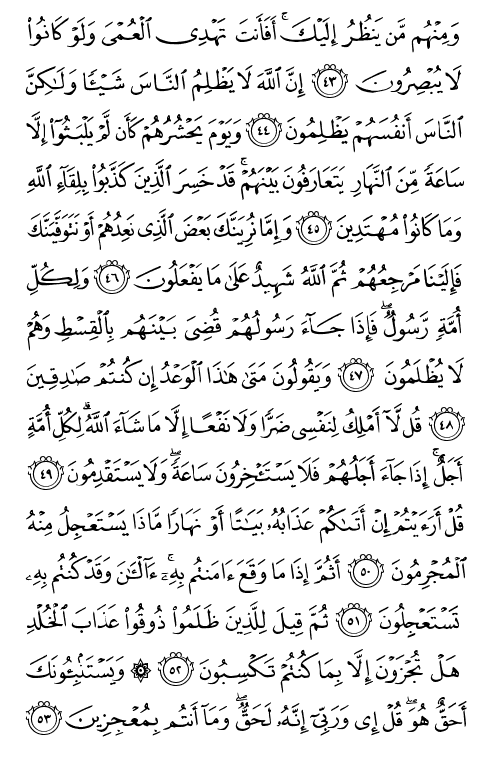 وَمِنْهُم مَّن يَنظُرُ إِلَيْكَ ۚ أَفَأَنتَ تَهْدِى ٱلْعُمْىَ وَلَوْ كَانُوا۟
لَا يُبْصِرُونَ ﴿٤٣﴾ إِنَّ ٱللَّهَ لَا يَظْلِمُ ٱلنَّاسَ شَيْـًٔا وَلَـٰكِنَّ
ٱلنَّاسَ أَنفُسَهُمْ يَظْلِمُونَ ﴿٤٤﴾ وَيَوْمَ يَحْشُرُهُمْ كَأَن لَّمْ يَلْبَثُوٓا۟ إِلَّا
سَاعَةً مِّنَ ٱلنَّهَارِ يَتَعَارَفُونَ بَيْنَهُمْ ۚ قَدْ خَسِرَ ٱلَّذِينَ كَذَّبُوا۟ بِلِقَآءِ ٱللَّهِ
وَمَا كَانُوا۟ مُهْتَدِينَ ﴿٤٥﴾ وَإِمَّا نُرِيَنَّكَ بَعْضَ ٱلَّذِى نَعِدُهُمْ أَوْ نَتَوَفَّيَنَّكَ
فَإِلَيْنَا مَرْجِعُهُمْ ثُمَّ ٱللَّهُ شَهِيدٌ عَلَىٰ مَا يَفْعَلُونَ ﴿٤٦﴾ وَلِكُلِّ
أُمَّةٍ رَّسُولٌ ۖ فَإِذَا جَآءَ رَسُولُهُمْ قُضِىَ بَيْنَهُم بِٱلْقِسْطِ وَهُمْ
لَا يُظْلَمُونَ ﴿٤٧﴾ وَيَقُولُونَ مَتَىٰ هَـٰذَا ٱلْوَعْدُ إِن كُنتُمْ صَـٰدِقِينَ
﴿٤٨﴾ قُل لَّآ أَمْلِكُ لِنَفْسِى ضَرًّا وَلَا نَفْعًا إِلَّا مَا شَآءَ ٱللَّهُ ۗ لِكُلِّ أُمَّةٍ
أَجَلٌ ۚ إِذَا جَآءَ أَجَلُهُمْ فَلَا يَسْتَـْٔخِرُونَ سَاعَةً ۖ وَلَا يَسْتَقْدِمُونَ ﴿٤٩﴾
قُلْ أَرَءَيْتُمْ إِنْ أَتَىٰكُمْ عَذَابُهُۥ بَيَـٰتًا أَوْ نَهَارًا مَّاذَا يَسْتَعْجِلُ مِنْهُ
ٱلْمُجْرِمُونَ ﴿٥٠﴾ أَثُمَّ إِذَا مَا وَقَعَ ءَامَنتُم بِهِۦٓ ۚ ءَآلْـَٔـٰنَ وَقَدْ كُنتُم بِهِۦ
تَسْتَعْجِلُونَ ﴿٥١﴾ ثُمَّ قِيلَ لِلَّذِينَ ظَلَمُوا۟ ذُوقُوا۟ عَذَابَ ٱلْخُلْدِ
هَلْ تُجْزَوْنَ إِلَّا بِمَا كُنتُمْ تَكْسِبُونَ ﴿٥٢﴾ ۞ وَيَسْتَنۢبِـُٔونَكَ
أَحَقٌّ هُوَ ۖ قُلْ إِى وَرَبِّىٓ إِنَّهُۥ لَحَقٌّ ۖ وَمَآ أَنتُم بِمُعْجِزِينَ ﴿٥٣﴾